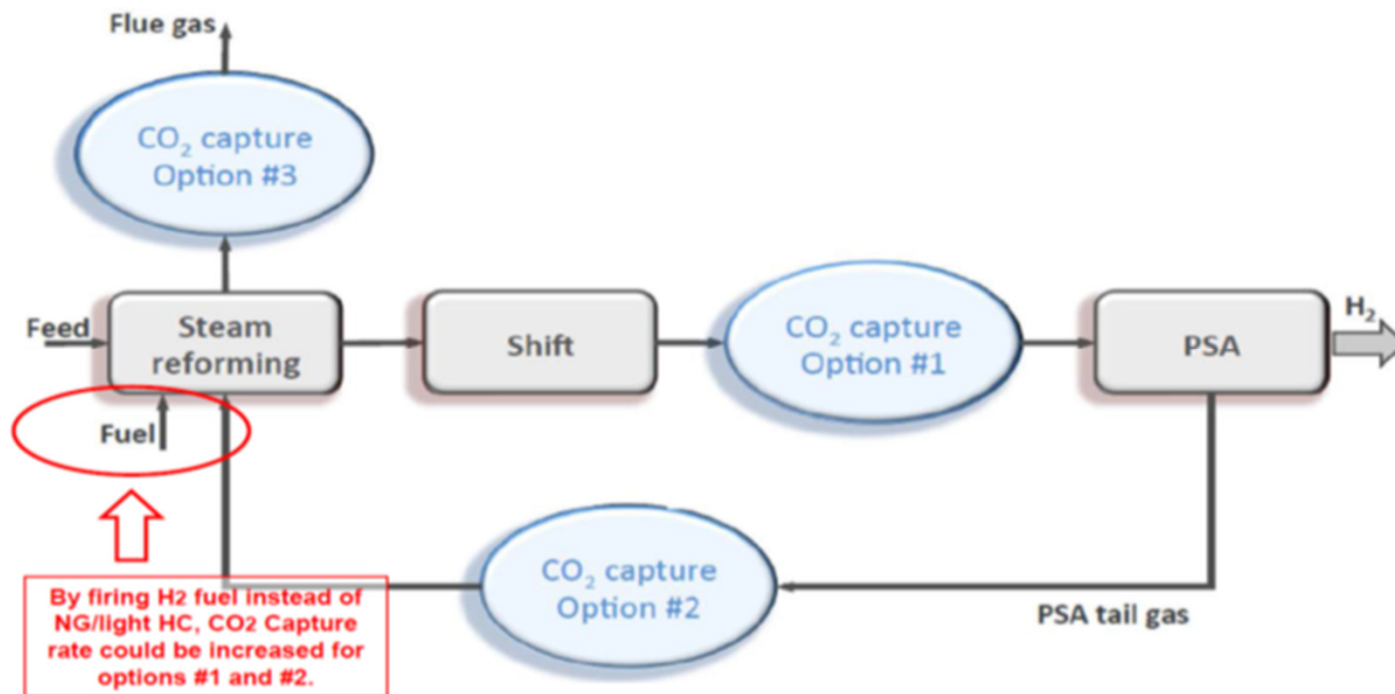 Flue gas
CO₂ capture
Option #3
Feed
Steam
reforming
Shift
CO₂ capture
Option #1
PSA
H₂
Fuel
CO₂ capture
Option #2
PSA tail gas
By firing H2 fuel instead of
NG/light HC, CO2 Capture
rate could be increased for
options #1 and #2.